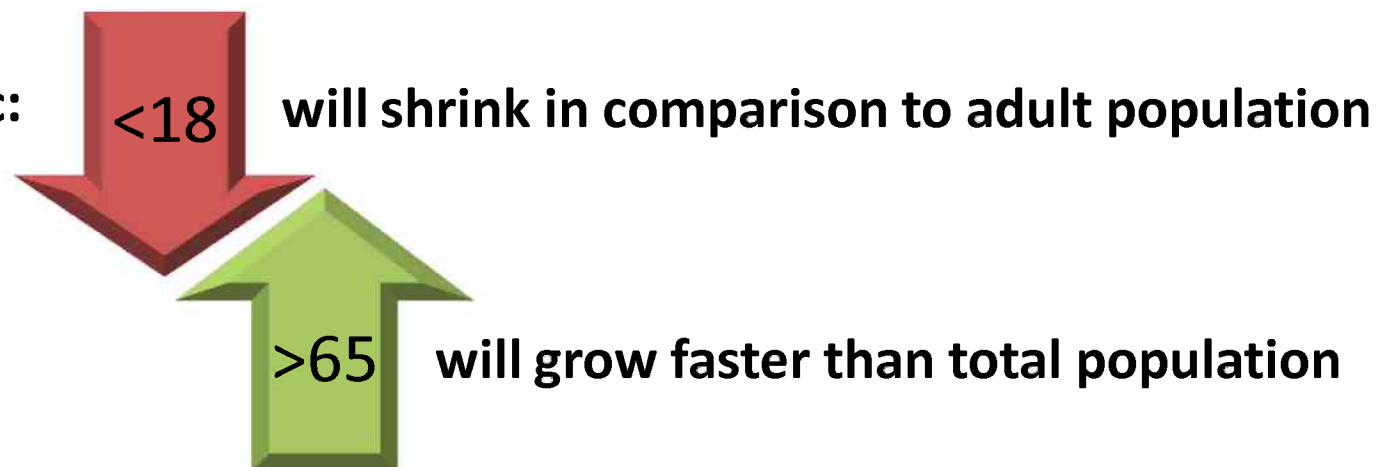 <18 will shrink in comparison to adult population
>65 will grow faster than total population